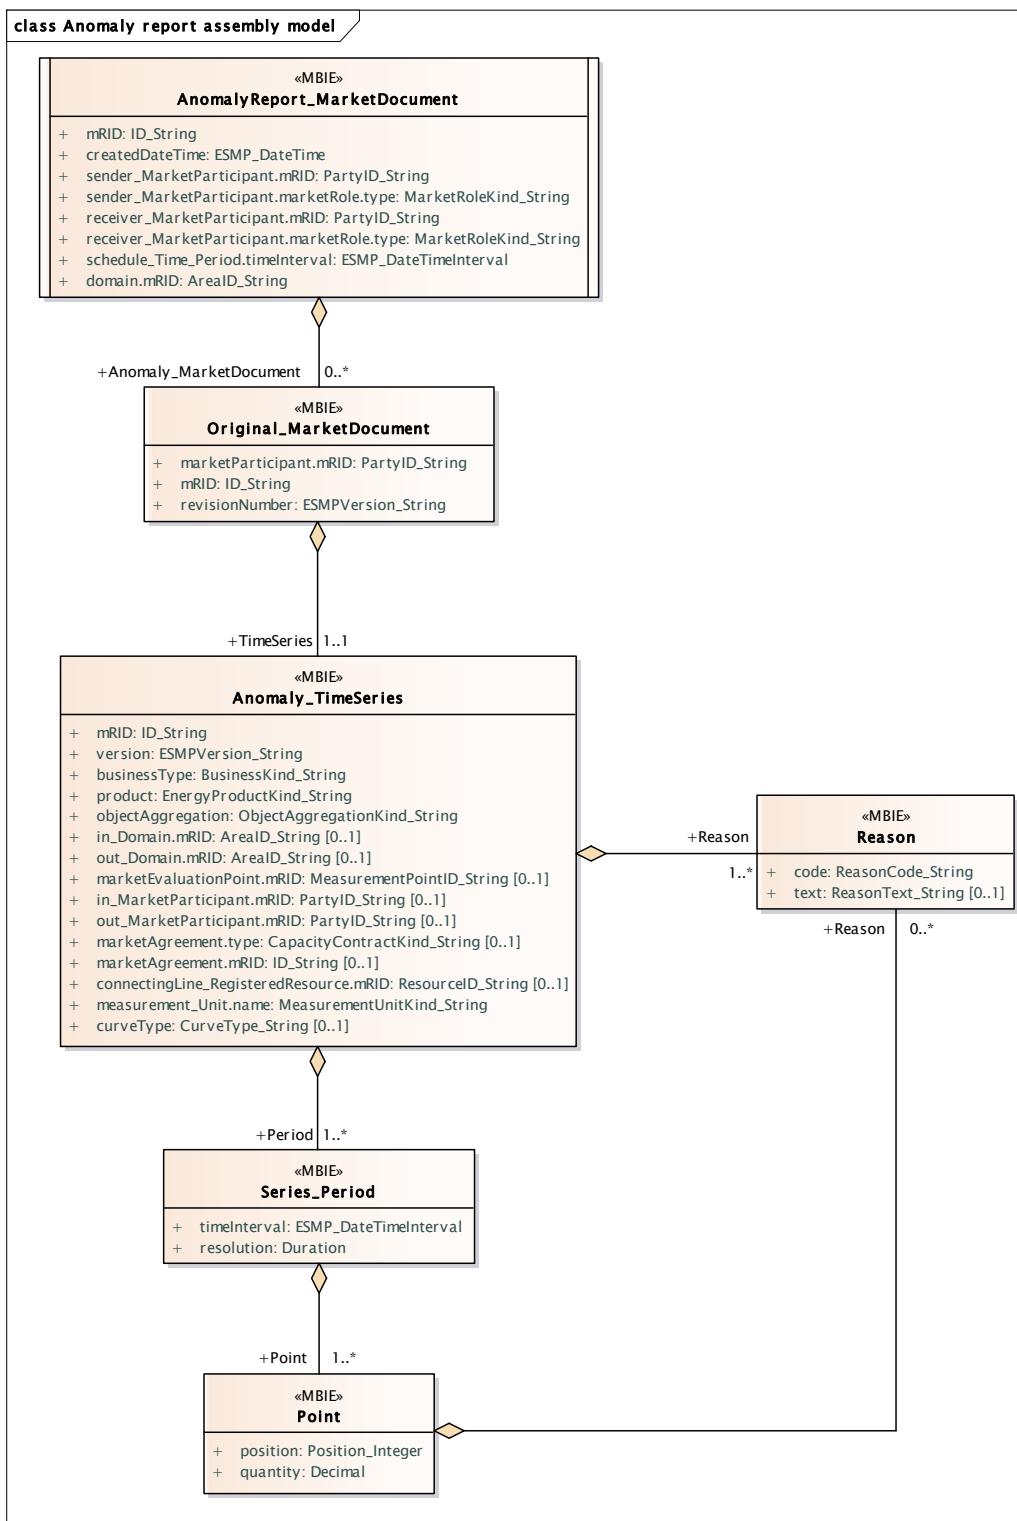 class Anomaly report assembly model
«MBIE»
AnomalyReport_MarketDocument
+ mRID: ID_String
+ createdDateTime: ESMP_DateTime
+ sender_MarketParticipant.mRID: PartyID_String
+ sender_MarketParticipant.marketRole.type: MarketRoleKind_String
+ receiver_MarketParticipant.mRID: PartyID_String
+ receiver_MarketParticipant.marketRole.type: MarketRoleKind_String
+ schedule_Time_Period.timeInterval: ESMP_DateTimeInterval
+ domain.mRID: AreaID_String
+Anomaly_MarketDocument 0..*
«MBIE»
Original_MarketDocument
+ marketParticipant.mRID: PartyID_String
+ mRID: ID_String
+ revisionNumber: ESMPVersion_String
+TimeSeries 1..1
«MBIE»
Anomaly_TimeSeries
+ mRID: ID_String
+ version: ESMPVersion_String
+ businessType: BusinessKind_String
+ product: EnergyProductKind_String
+ objectAggregation: ObjectAggregationKind_String
+ in_Domain.mRID: AreaID_String [0..1]
+ out_Domain.mRID: AreaID_String [0..1]
+ marketEvaluationPoint.mRID: MeasurementPointID_String [0..1]
+ in_MarketParticipant.mRID: PartyID_String [0..1]
+ out_MarketParticipant.mRID: PartyID_String [0..1]
+ marketAgreement.type: CapacityContractKind_String [0..1]
+ marketAgreement.mRID: ID_String [0..1]
+ connectingLine_RegisteredResource.mRID: ResourceID_String [0..1]
+ measurement_Unit.name: MeasurementUnitKind_String
+ curveType: CurveType_String [0..1]
+Reason
1..*
«MBIE»
Reason
+ code: ReasonCode_String
+ text: ReasonText_String [0..1]
+Reason 0..*
+Period 1..*
«MBIE»
Series_Period
+ timeInterval: ESMP_DateTimeInterval
+ resolution: Duration
+Point 1..*
«MBIE»
Point
+ position: Position_Integer
+ quantity: Decimal